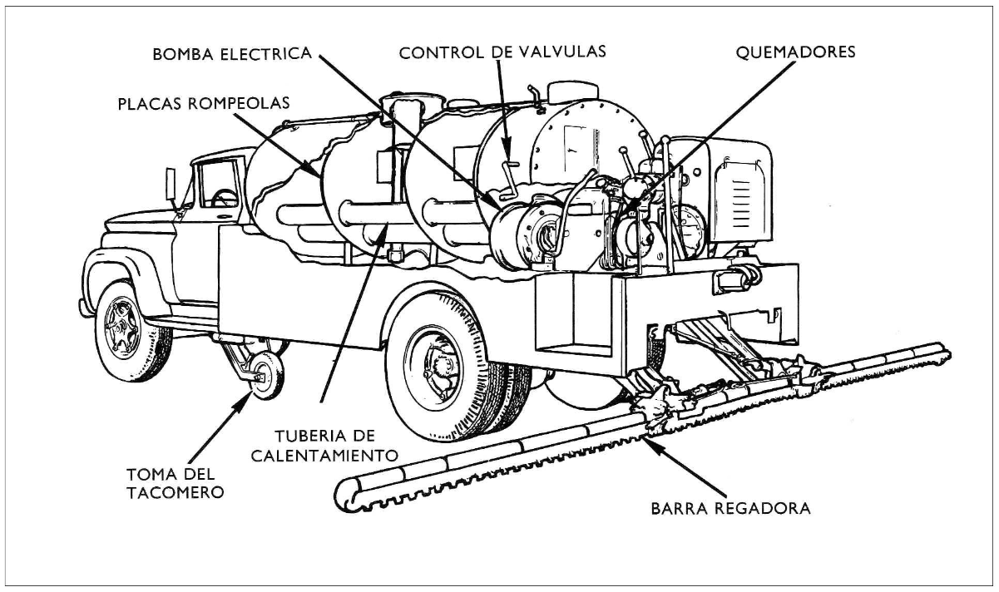 BOMBA ELECTRICA
CONTROL DE VALVULAS
QUEMADORES
PLACAS ROMPEOLAS
TUBERIA DE
CALENTAMIENTO
TOMA DEL
TACOMERO
BARRA REGADORA